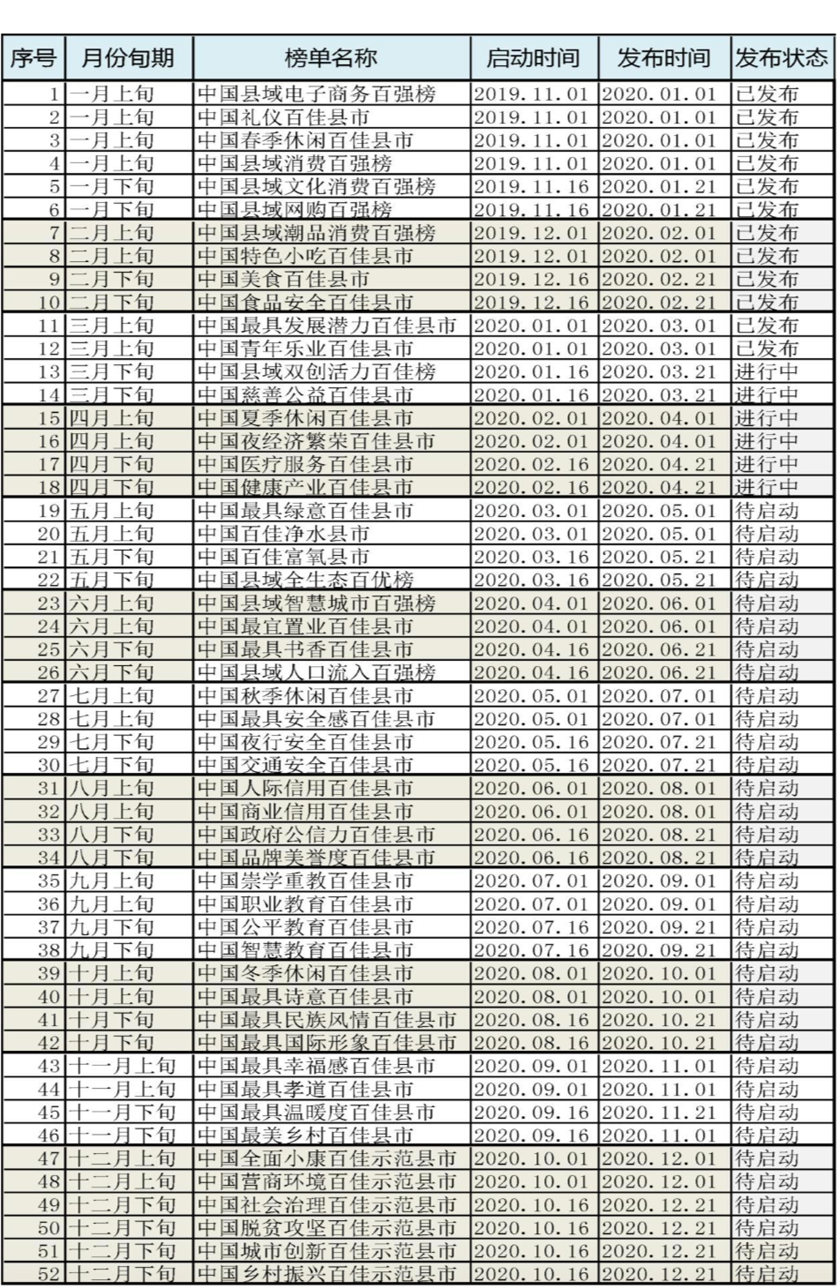 序号 月份旬期 榜单名称 启动时间 发布时间 发布状态
1 一月上旬 中国县域电子商务百强榜 2019.11.01 2020.01.01 已发布
2 一月上旬 中国礼仪百佳县市 2019.11.01 2020.01.01 已发布
3 一月上旬 中国春季休闲百佳县市 2019.11.01 2020.01.01 已发布
4 一月上旬 中国县域消费百强榜 2019.11.01 2020.01.01 已发布
5 一月下旬 中国县域文化消费百强榜 2019.11.16 2020.01.21 已发布
6 一月下旬 中国县域网购百强榜 2019.11.16 2020.01.21 已发布
7 二月上旬 中国县域潮品消费百强榜 2019.12.01 2020.02.01 已发布
8 二月上旬 中国特色小吃百佳县市 2019.12.01 2020.02.01 已发布
9 二月下旬 中国美食百佳县市 2019.12.16 2020.02.21 已发布
10 二月下旬 中国食品安全百佳县市 2019.12.16 2020.02.21 已发布
11 三月上旬 中国最具发展潜力百佳县市 2020.01.01 2020.03.01 已发布
12 三月上旬 中国青年乐业百佳县市 2020.01.01 2020.03.01 已发布
13 三月下旬 中国县域双创活力百佳榜 2020.01.16 2020.03.21 进行中
14 三月下旬 中国慈善公益百佳县市 2020.01.16 2020.03.21 进行中
15 四月上旬 中国夏季休闲百佳县市 2020.02.01 2020.04.01 进行中
16 四月上旬 中国夜经济繁荣百佳县市 2020.02.01 2020.04.01 进行中
17 四月下旬 中国医疗服务百佳县市 2020.02.16 2020.04.21 进行中
18 四月下旬 中国健康产业百佳县市 2020.02.16 2020.04.21 进行中
19 五月上旬 中国最具绿意百佳县市 2020.03.01 2020.05.01 待启动
20 五月上旬 中国百佳净水县市 2020.03.01 2020.05.01 待启动
21 五月下旬 中国百佳富氧县市 2020.03.16 2020.05.21 待启动
22 五月下旬 中国县域全生态百优榜 2020.03.16 2020.05.21 待启动
23 六月上旬 中国县域智慧城市百强榜 2020.04.01 2020.06.01 待启动
24 六月上旬 中国最宜置业百佳县市 2020.04.01 2020.06.01 待启动
25 六月下旬 中国最具书香百佳县市 2020.04.16 2020.06.21 待启动
26 六月下旬 中国县域人口流入百强榜 2020.04.16 2020.06.21 待启动
27 七月上旬 中国秋季休闲百佳县市 2020.05.01 2020.07.01 待启动
28 七月上旬 中国最具安全感百佳县市 2020.05.01 2020.07.01 待启动
29 七月下旬 中国夜行安全百佳县市 2020.05.16 2020.07.21 待启动
30 七月下旬 中国交通安全百佳县市 2020.05.16 2020.07.21 待启动
31 八月上旬 中国人际信用百佳县市 2020.06.01 2020.08.01 待启动
32 八月上旬 中国商业信用百佳县市 2020.06.01 2020.08.01 待启动
33 八月下旬 中国政府公信力百佳县市 2020.06.16 2020.08.21 待启动
34 八月下旬 中国品牌美誉度百佳县市 2020.06.16 2020.08.21 待启动
35 九月上旬 中国崇学重教百佳县市 2020.07.01 2020.09.01 待启动
36 九月上旬 中国职业教育百佳县市 2020.07.01 2020.09.01 待启动
37 九月下旬 中国公平教育百佳县市 2020.07.16 2020.09.21 待启动
38 九月下旬 中国智慧教育百佳县市 2020.07.16 2020.09.21 待启动
39 十月上旬 中国冬季休闲百佳县市 2020.08.01 2020.10.01 待启动
40 十月上旬 中国最具诗意百佳县市 2020.08.01 2020.10.01 待启动
41 十月下旬 中国最具民族风情百佳县市 2020.08.16 2020.10.21 待启动
42 十月下旬 中国最具国际形象百佳县市 2020.08.16 2020.10.21 待启动
43 十一月上旬 中国最具幸福感百佳县市 2020.09.01 2020.11.01 待启动
44 十一月上旬 中国最具孝道百佳县市 2020.09.01 2020.11.01 待启动
45 十一月下旬 中国最具温暖度百佳县市 2020.09.16 2020.11.21 待启动
46 十一月下旬 中国最美乡村百佳县市 2020.09.16 2020.11.01 待启动
47 十二月上旬 中国全面小康百佳示范县市 2020.10.01 2020.12.01 待启动
48 十二月上旬 中国营商环境百佳示范县市 2020.10.01 2020.12.01 待启动
49 十二月下旬 中国社会治理百佳示范县市 2020.10.16 2020.12.21 待启动
50 十二月下旬 中国脱贫攻坚百佳示范县市 2020.10.16 2020.12.21 待启动
51 十二月下旬 中国城市创新百佳示范县市 2020.10.16 2020.12.21 待启动
52 十二月下旬 中国乡村振兴百佳示范县市 2020.10.16 2020.12.21 待启动